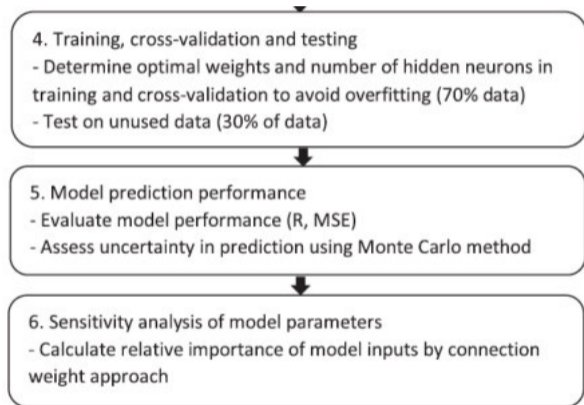 4. Training, cross-validation and testing
- Determine optimal weights and number of hidden neurons in
training and cross-validation to avoid overfitting (70% data)
- Test on unused data (30% of data)
5. Model prediction performance
- Evaluate model performance (R, MSE)
- Assess uncertainty in prediction using Monte Carlo method
6. Sensitivity analysis of model parameters
- Calculate relative importance of model inputs by connection
weight approach